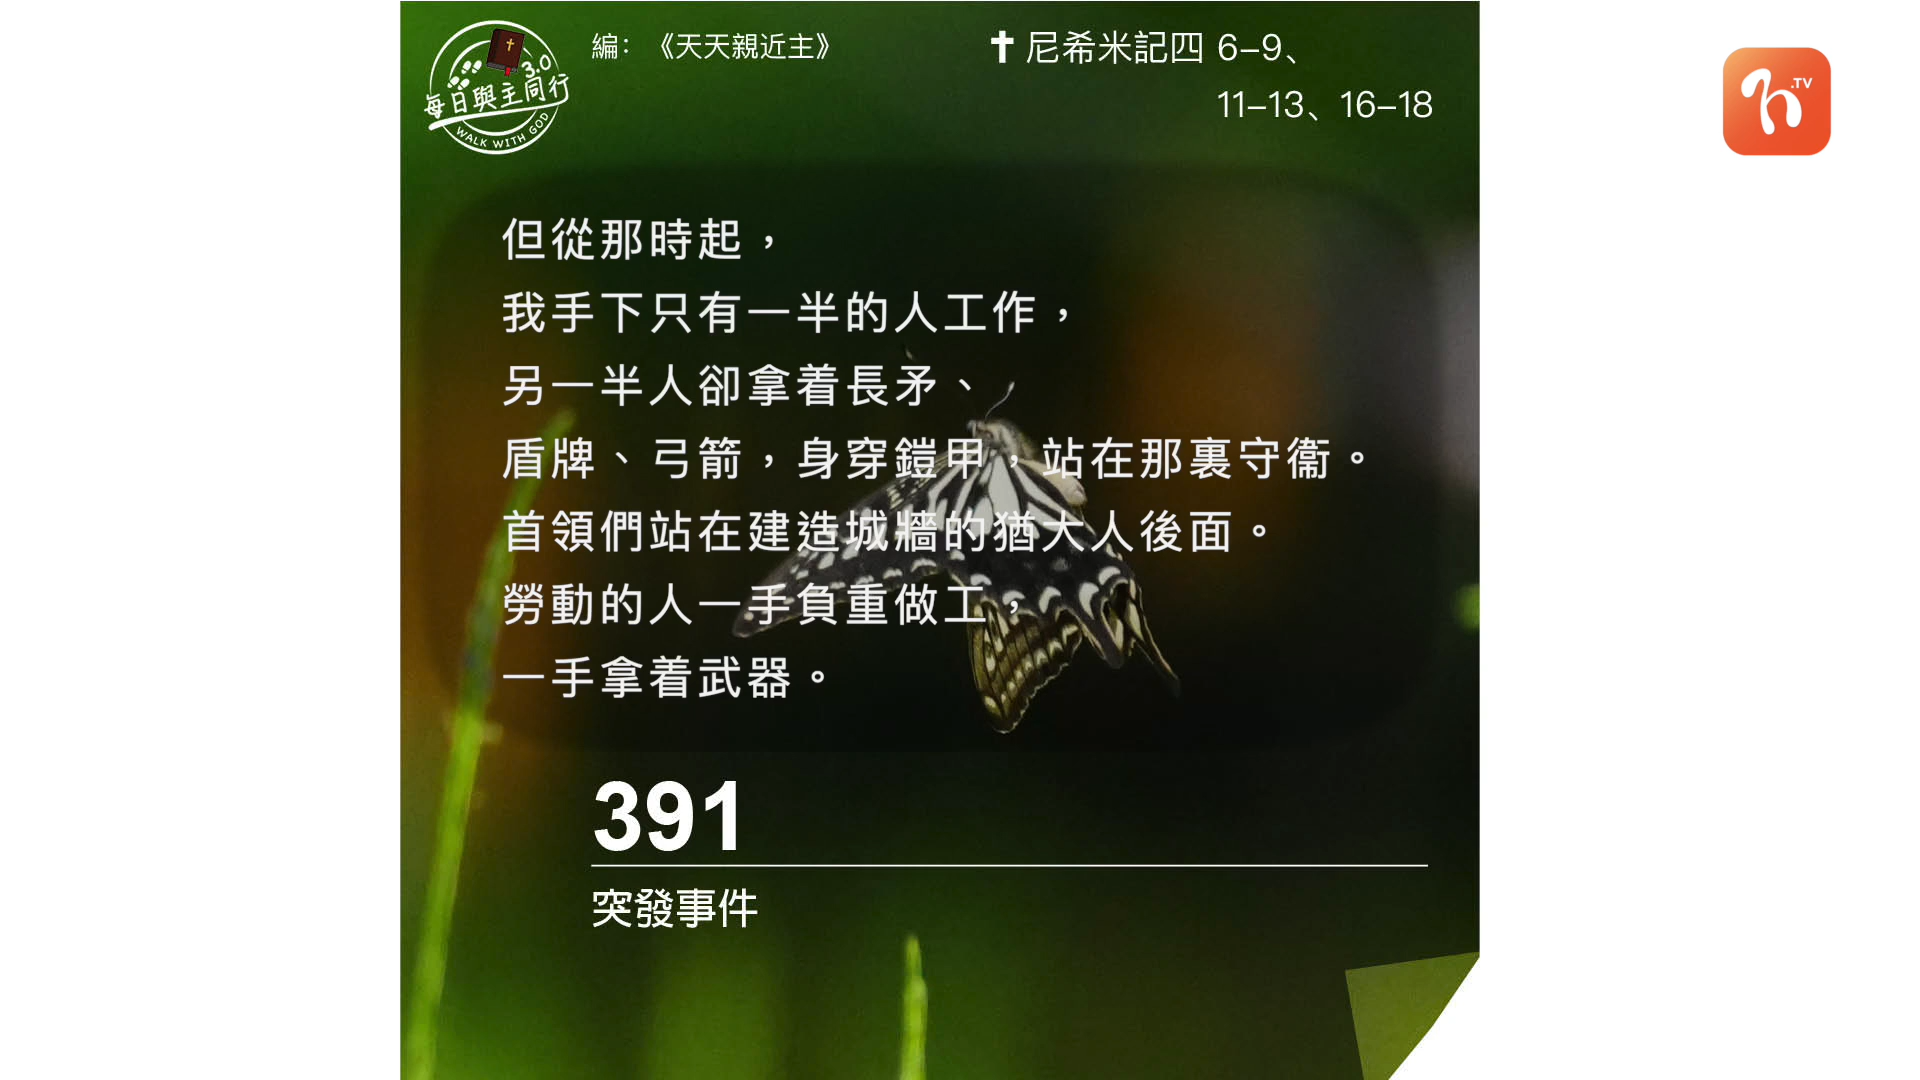 3.0
每日與主同行
WALK WITH GOD
編：《天天親近主》
✝尼希米記四 6–9、
11–13、16–18
h.TV
但從那時起，
我手下只有一半的人工作，
另一半人卻拿着長矛、
盾牌、弓箭，身穿鎧甲，站在那裏守衞。
首領們站在建造城牆的猶大人後面。
勞動的人一手負重做工，
一手拿着武器。
391
突發事件